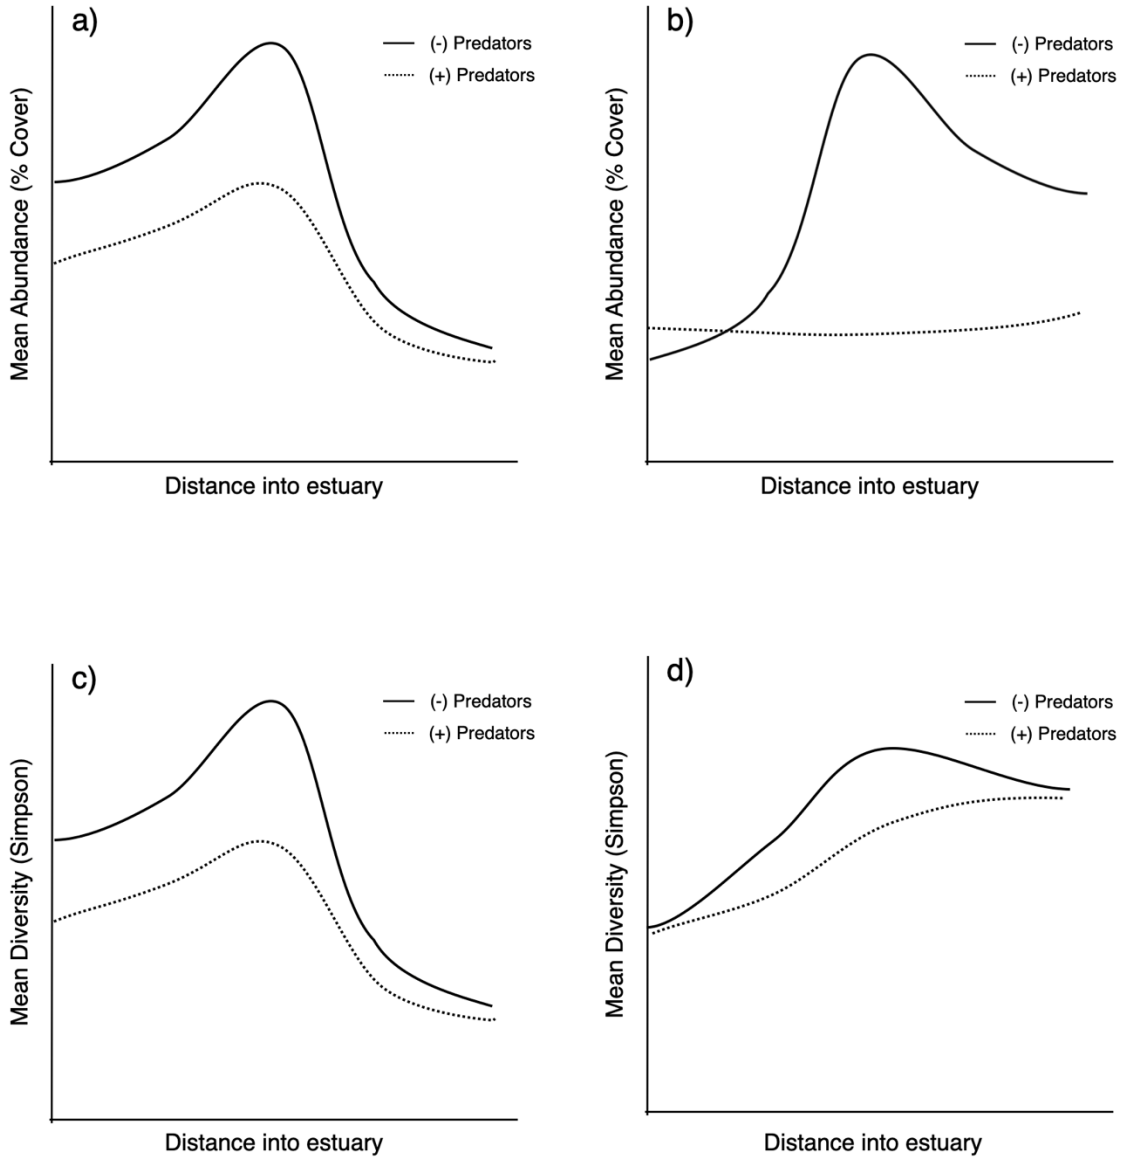 a)
(-) Predators
(+) Predators
Mean Abundance (% Cover)
Distance into estuary
b)
(-) Predators
(+) Predators
Mean Abundance (% Cover)
Distance into estuary
c)
(-) Predators
(+) Predators
Mean Diversity (Simpson)
Distance into estuary
d)
(-) Predators
(+) Predators
Mean Diversity (Simpson)
Distance into estuary